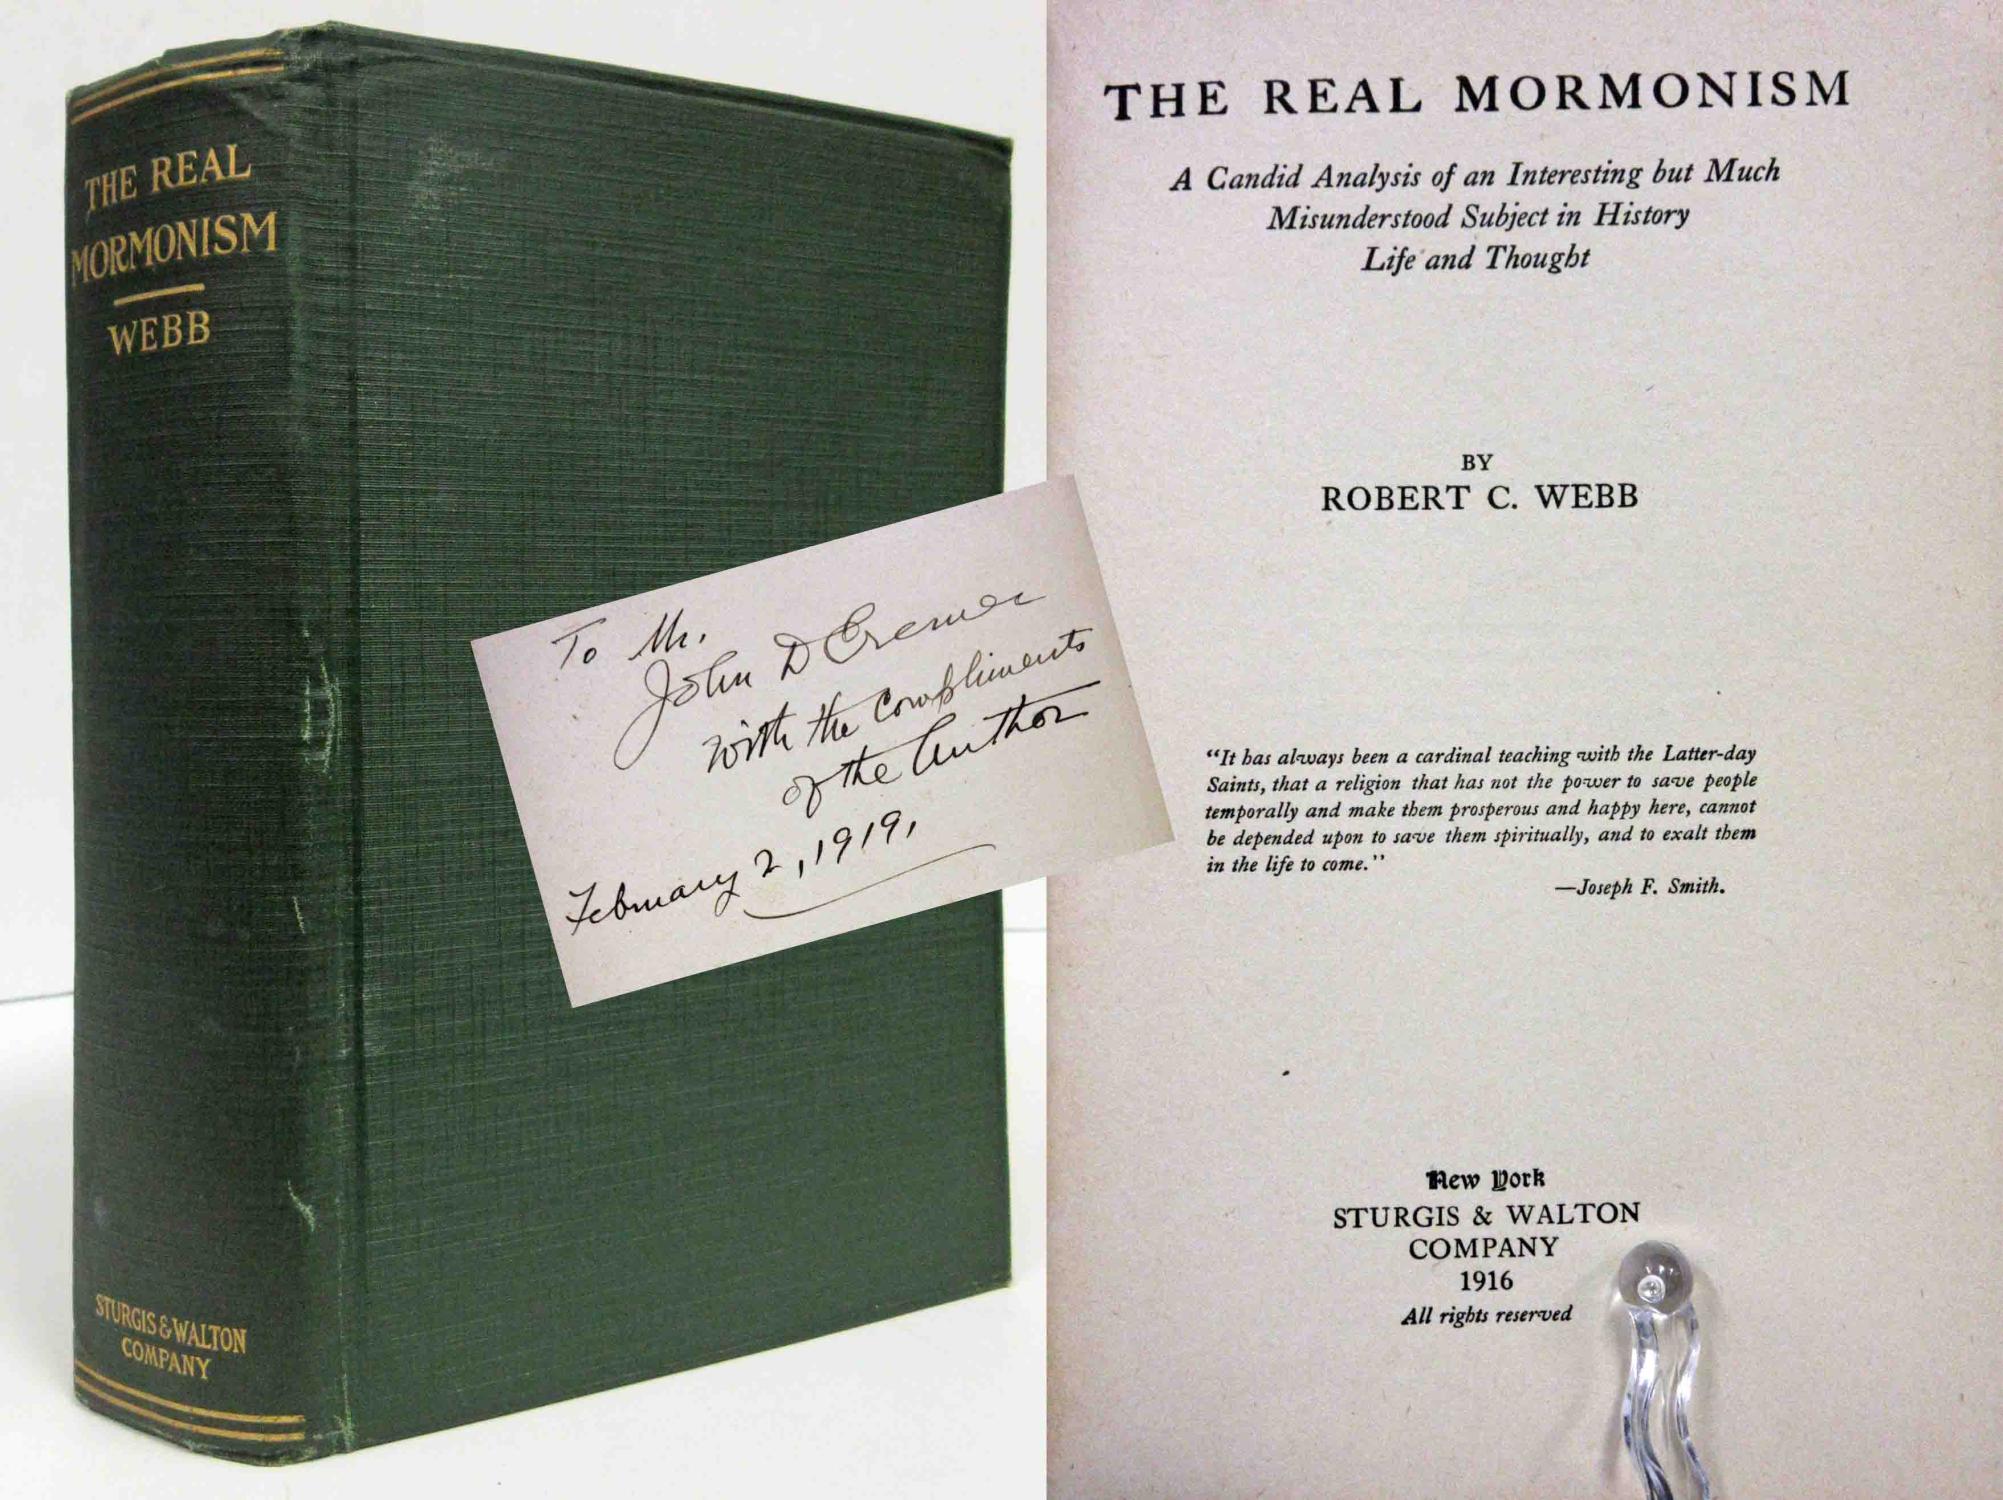 THE REAL
MORMONISM
WEBB
STURGIS & WALTON
COMPANY
To Mr.
John D Cremer
with the compliments
of the Author
February 2, 1919,
THE REAL MORMONISM
A Candid Analysis of an Interesting but Much
Misunderstood Subject in History
Life and Thought
BY
ROBERT C. WEBB
“It has always been a cardinal teaching with the Latter-day
Saints, that a religion that has not the power to save people
temporally and make them prosperous and happy here, cannot
be depended upon to save them spiritually, and to exalt them
in the life to come.”
—Joseph F. Smith.
New York
STURGIS & WALTON
COMPANY
1916
All rights reserved